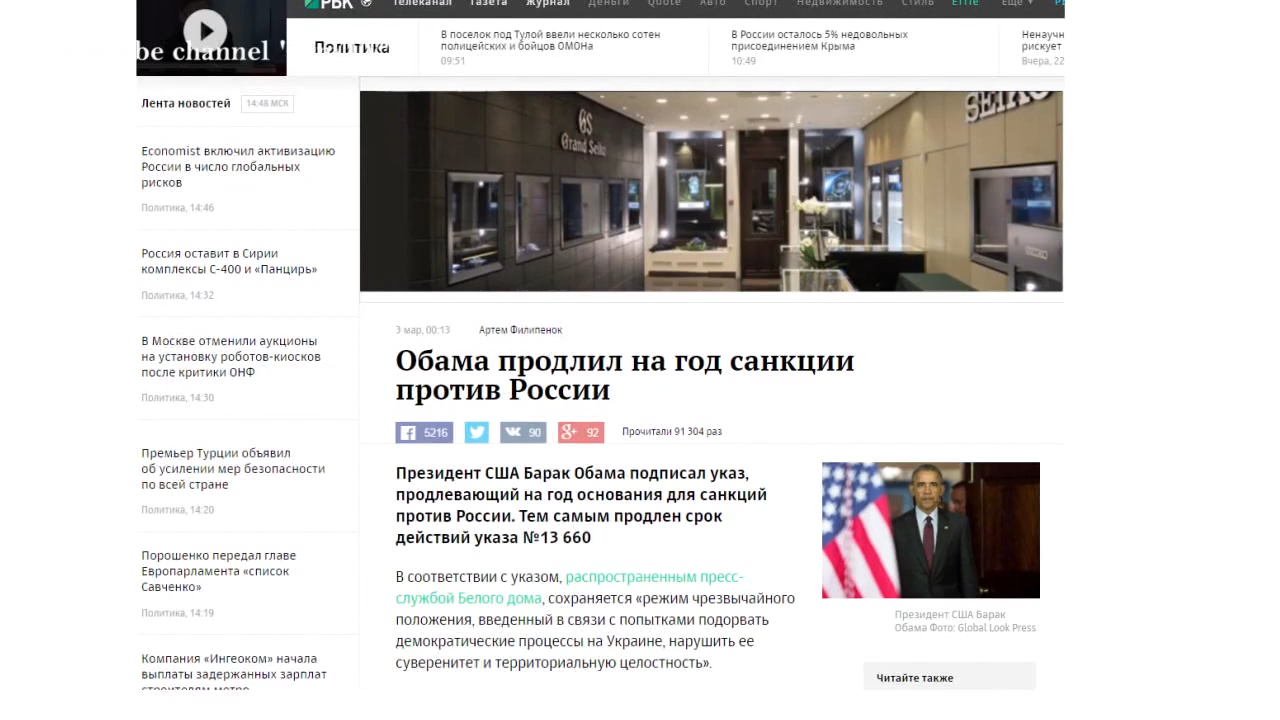 РБК
Телеканал Газета Журнал Деньги Quote Авто Спорт Недвижимость Стиль Effie Ещё
be channel '
Политика
В поселок под Тулой ввели несколько сотен
полицейских и бойцов ОМОНа
09:51
В России осталось 5% недовольных
присоединением Крыма
10:49
Ненаучн
рискует
Вчера, 22
Лента новостей 14:48 МСК
Economist включил активизацию
России в число глобальных
рисков
Политика, 14:46
Россия оставит в Сирии
комплексы С-400 и «Панцирь»
Политика, 14:32
В Москве отменили аукционы
на установку роботов-киосков
после критики ОНФ
Политика, 14:30
Премьер Турции объявил
об усилении мер безопасности
по всей стране
Политика, 14:20
Порошенко передал главе
Европарламента «список
Савченко»
Политика, 14:19
Компания «Ингеоком» начала
выплаты задержанных зарплат
строителям метро
GS
Grand Seiko
SEIKO
3 мар, 00:13 Артем Филипенок
Обама продлил на год санкции
против России
5216 90 92 Прочитали 91 304 раз
Президент США Барак Обама подписал указ,
продлевающий на год основания для санкций
против России. Тем самым продлен срок
действий указа №13 660
В соответствии с указом, распространенным пресс-
службой Белого дома, сохраняется «режим чрезвычайного
положения, введенный в связи с попытками подорвать
демократические процессы на Украине, нарушить ее
суверенитет и территориальную целостность».
Президент США Барак
Обама Фото: Global Look Press
Читайте также